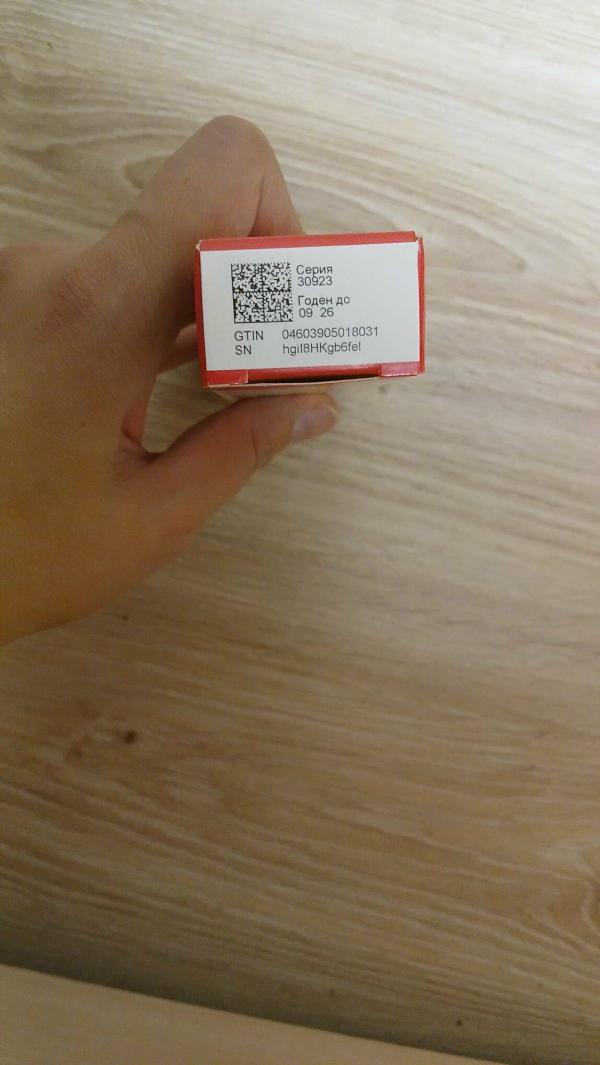 Серия
30923
Годен до
09 26
GTIN 04603905018031
SN hgiI8HKgb6feI